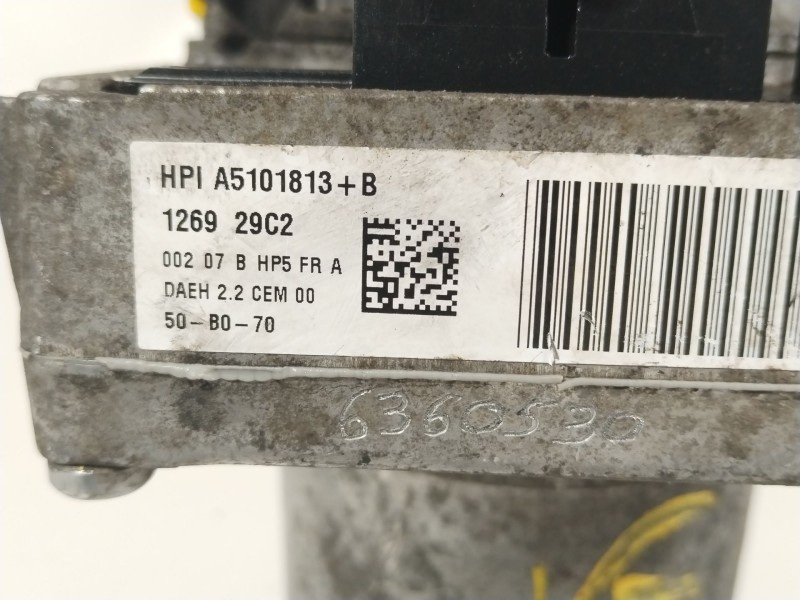 HPI A5101813+B
1269 29C2
002 07 B HP5 FR A
DAEH 2.2 CEM 00
50-B0-70
6360530